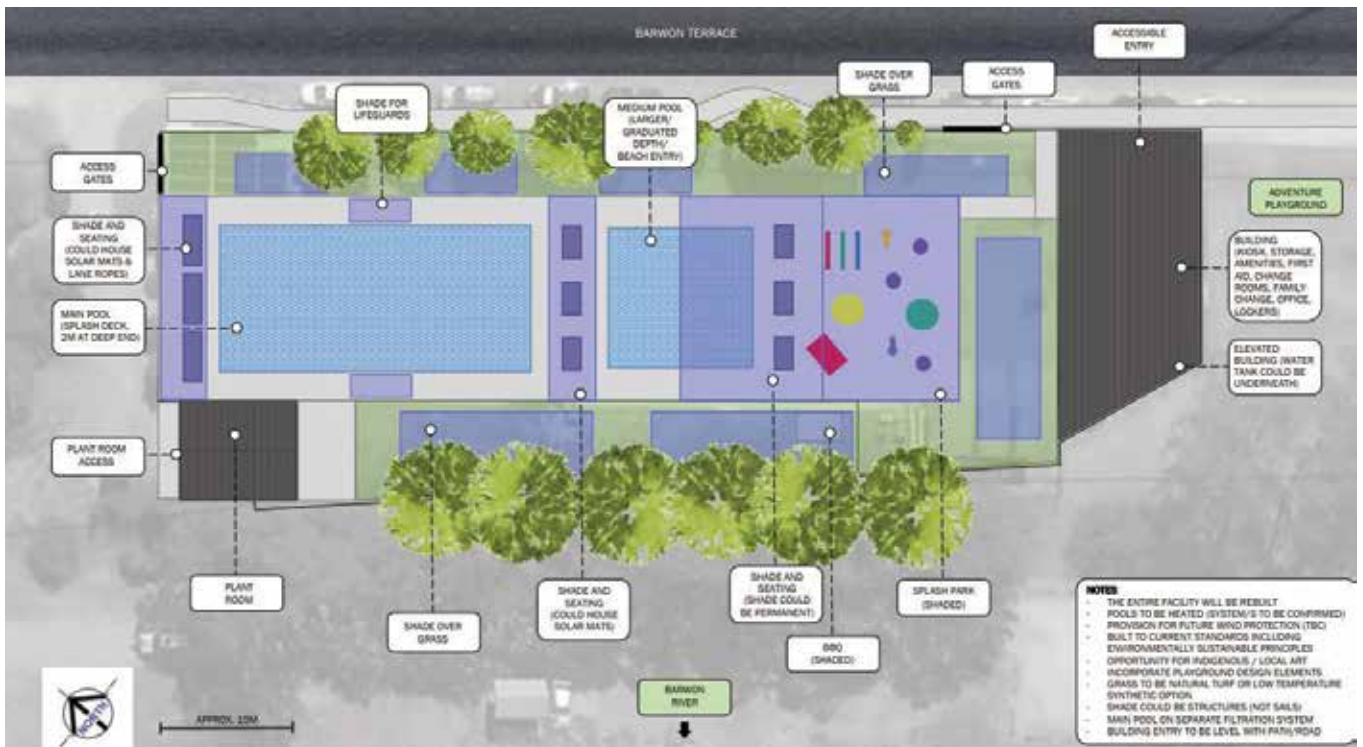 BARWON TERRACE
ACCESSIBLE
ENTRY
SHADE OVER
GRASS
ACCESS
GATES
SHADE FOR
LIFEGUARDS
MEDIUM POOL
(LARGER/
GRADUATED
DEPTH/
BEACH ENTRY)
ACCESS
GATES
ADVENTURE
PLAYGROUND
SHADE AND
SEATING
(COULD HOUSE
SOLAR MATS &
LANE ROPES)
BUILDING
(KIOSK, STORAGE,
AMENITIES, FIRST
AID, CHANGE
ROOMS, FAMILY
CHANGE, OFFICE,
LOCKERS)
MAIN POOL
(SPLASH DECK,
2M AT DEEP END)
ELEVATED
BUILDING (WATER
TANK COULD BE
UNDERNEATH)
PLANT ROOM
ACCESS
PLANT
ROOM
SHADE OVER
GRASS
SHADE AND
SEATING
(COULD HOUSE
SOLAR MATS)
SHADE AND
SEATING
(SHADE COULD
BE PERMANENT)
BBQ
(SHADED)
SPLASH PARK
(SHADED)
BARWON
RIVER
NORTH
APPROX. 10M
NOTES
- THE ENTIRE FACILITY WILL BE REBUILT
- POOLS TO BE HEATED (SYSTEM/S TO BE CONFIRMED)
- PROVISION FOR FUTURE WIND PROTECTION (TBC)
- BUILT TO CURRENT STANDARDS INCLUDING
ENVIRONMENTALLY SUSTAINABLE PRINCIPLES
- OPPORTUNITY FOR INDIGENOUS / LOCAL ART
- INCORPORATE PLAYGROUND DESIGN ELEMENTS
- GRASS TO BE NATURAL TURF OR LOW TEMPERATURE
SYNTHETIC OPTION
- SHADE COULD BE STRUCTURES (NOT SAILS)
- MAIN POOL ON SEPARATE FILTRATION SYSTEM
- BUILDING ENTRY TO BE LEVEL WITH PATH/ROAD